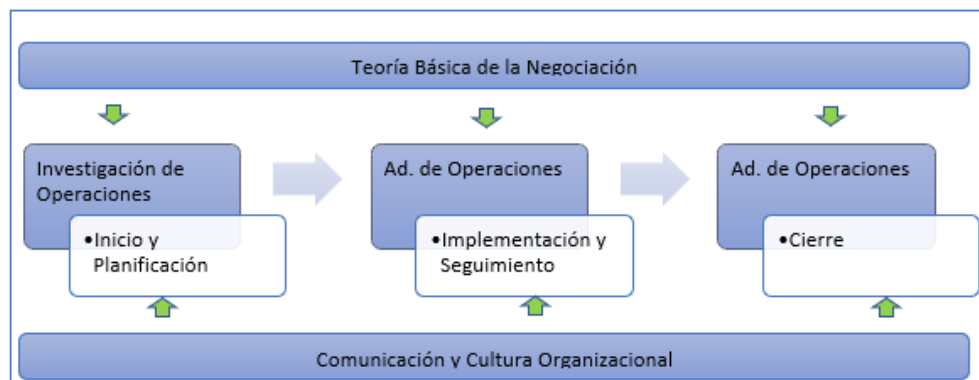 Teoría Básica de la Negociación
Investigación de
Operaciones
•Inicio y
Planificación
Ad. de Operaciones
•Implementación y
Seguimiento
Ad. de Operaciones
•Cierre
Comunicación y Cultura Organizacional